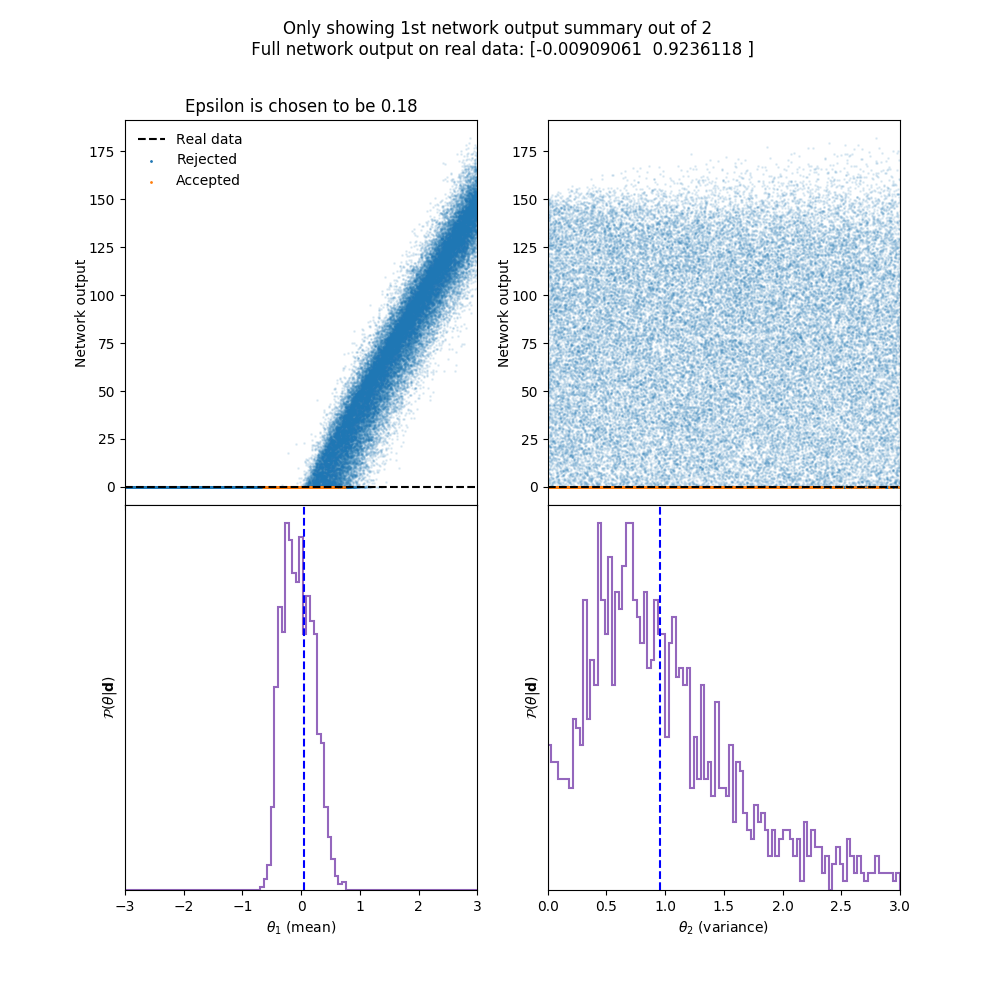 Only showing 1st network output summary out of 2
Full network output on real data: [-0.00909061  0.9236118 ]
Epsilon is chosen to be 0.18
Real data
Rejected
Accepted
175
150
125
100
75
50
25
0
Network output
175
150
125
100
75
50
25
0
Network output
𝒫(θ|𝐝)
−3 −2 −1 0 1 2 3
θ₁ (mean)
𝒫(θ|𝐝)
0.0 0.5 1.0 1.5 2.0 2.5 3.0
θ₂ (variance)